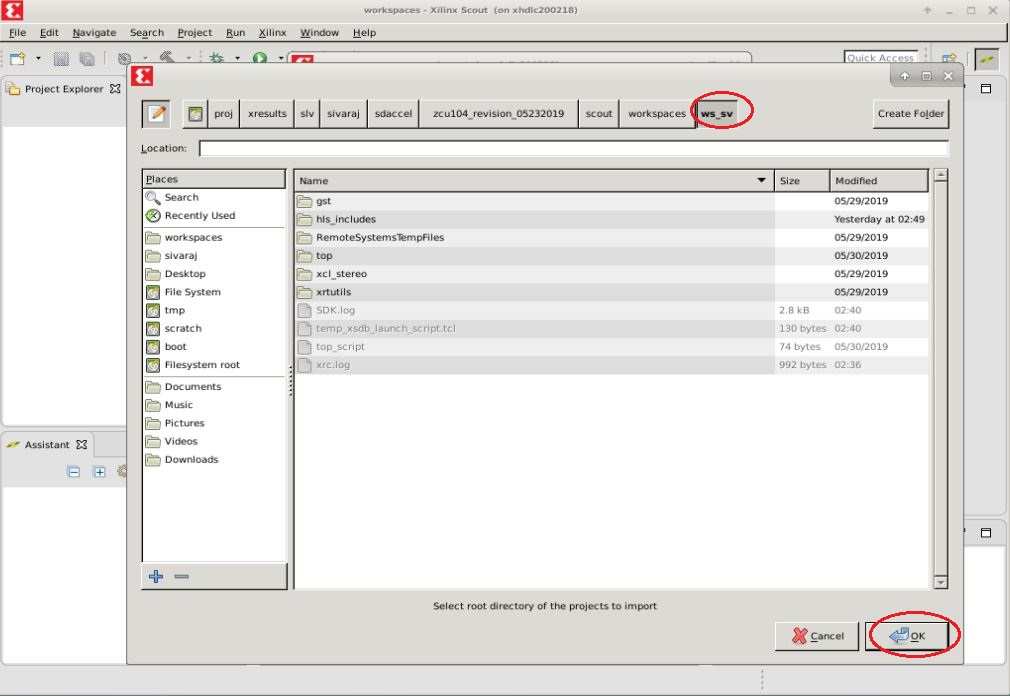 workspaces - Xilinx Scout (on xhdlc200218)
File Edit Navigate Search Project Run Xilinx Window Help
Quick Access
Project Explorer
proj xresults slv sivaraj sdaccel zcu104_revision_05232019 scout workspaces ws_sv Create Folder
Location:
Places
Search
Recently Used
workspaces
sivaraj
Desktop
File System
tmp
scratch
boot
Filesystem root
Documents
Music
Pictures
Videos
Downloads
Name Size Modified
gst 05/29/2019
hls_includes Yesterday at 02:49
RemoteSystemsTempFiles 05/29/2019
top 05/30/2019
xcl_stereo 05/29/2019
xrtutils 05/29/2019
SDK.log 2.8 kB 02:40
temp_xsdb_launch_script.tcl 130 bytes 02:40
top_script 74 bytes 05/30/2019
xrc.log 992 bytes 02:36
Assistant
Select root directory of the projects to import
Cancel OK